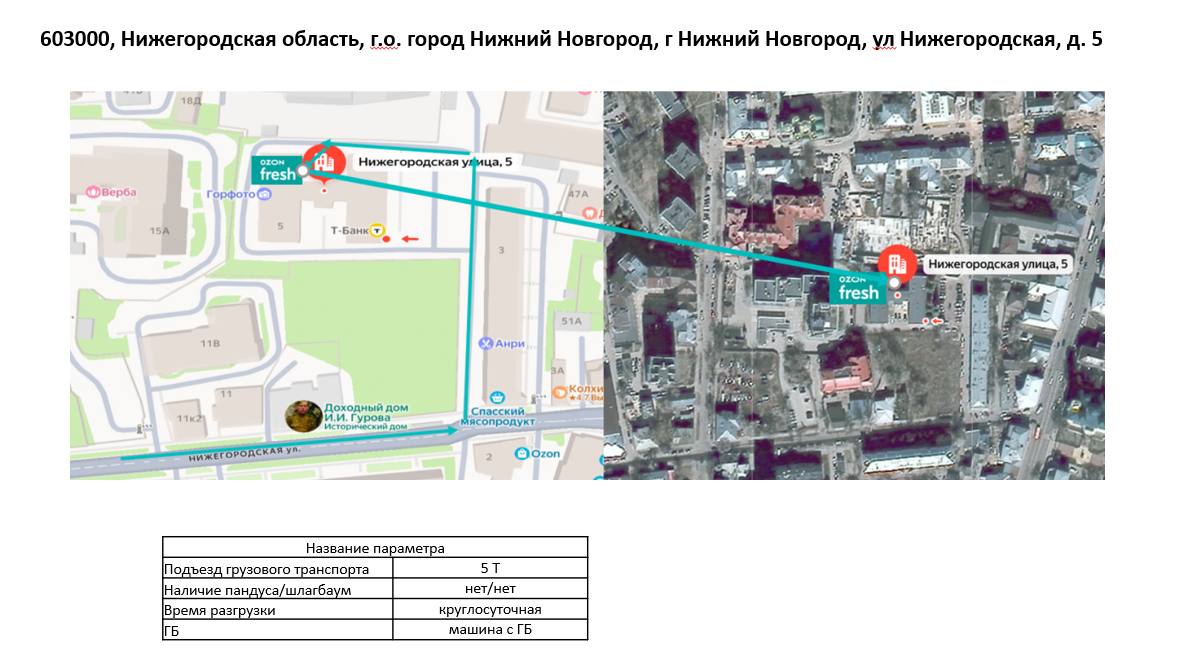 603000, Нижегородская область, г.о. город Нижний Новгород, г Нижний Новгород, ул Нижегородская, д. 5
18Д
OZON
fresh
Нижегородская улица, 5
Верба
Горфото
47А
15А
5
Т-Банк
3
Нижегородская улица, 5
OZON
fresh
51А
11В
Анри
3А
11
Колхи
★4.7 Вы
11к2
Доходный дом
И.И. Гурова
Исторический дом
Спасский
мясопродукт
НИЖЕГОРОДСКАЯ ул.
2
Ozon
Название параметра
Подъезд грузового транспорта
5 Т
Наличие пандуса/шлагбаум
нет/нет
Время разгрузки
круглосуточная
ГБ
машина с ГБ